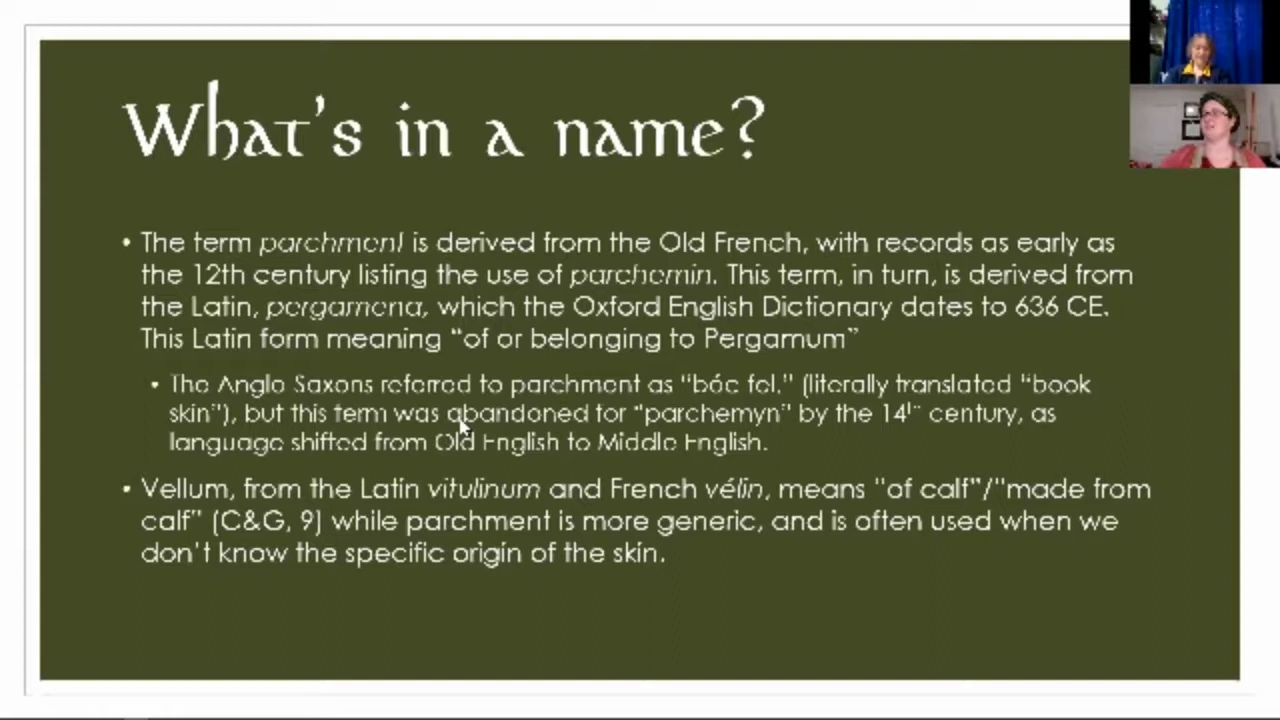 What's in a name?
• The term parchment is derived from the Old French, with records as early as
the 12th century listing the use of parchemin. This term, in turn, is derived from
the Latin, pergamena, which the Oxford English Dictionary dates to 636 CE.
This Latin form meaning “of or belonging to Pergamum”
• The Anglo Saxons referred to parchment as “bóc fel,” (literally translated “book
skin”), but this term was abandoned for “parchemyn” by the 14th century, as
language shifted from Old English to Middle English.
• Vellum, from the Latin vitulinum and French vélin, means “of calf”/“made from
calf” (C&G, 9) while parchment is more generic, and is often used when we
don't know the specific origin of the skin.